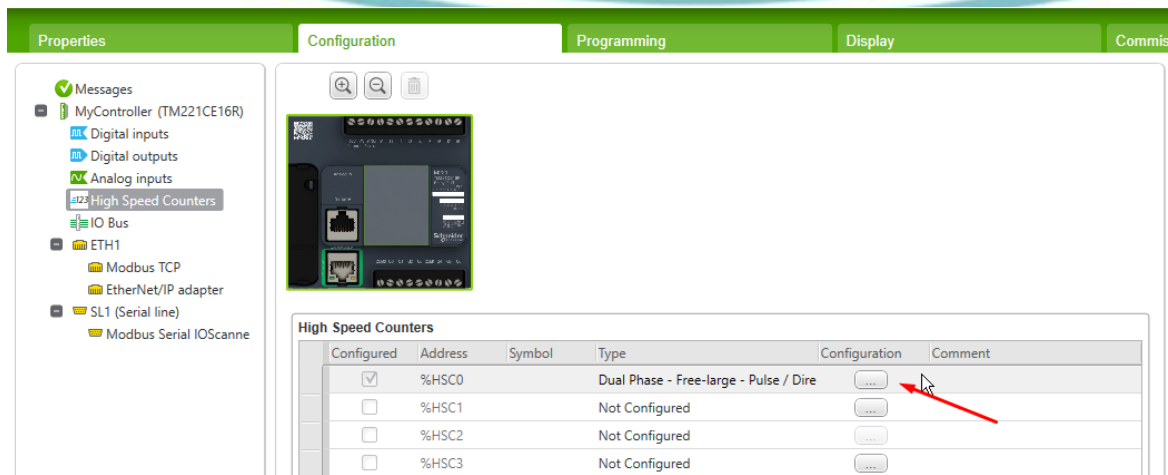 Properties
Configuration
Programming
Display
Commis
Messages
MyController (TM221CE16R)
Digital inputs
Digital outputs
Analog inputs
High Speed Counters
IO Bus
ETH1
Modbus TCP
EtherNet/IP adapter
SL1 (Serial line)
Modbus Serial IOScanne
Schneider
High Speed Counters
Configured Address Symbol Type Configuration Comment
%HSC0 Dual Phase - Free-large - Pulse / Dire ...
%HSC1 Not Configured ...
%HSC2 Not Configured ...
%HSC3 Not Configured ...